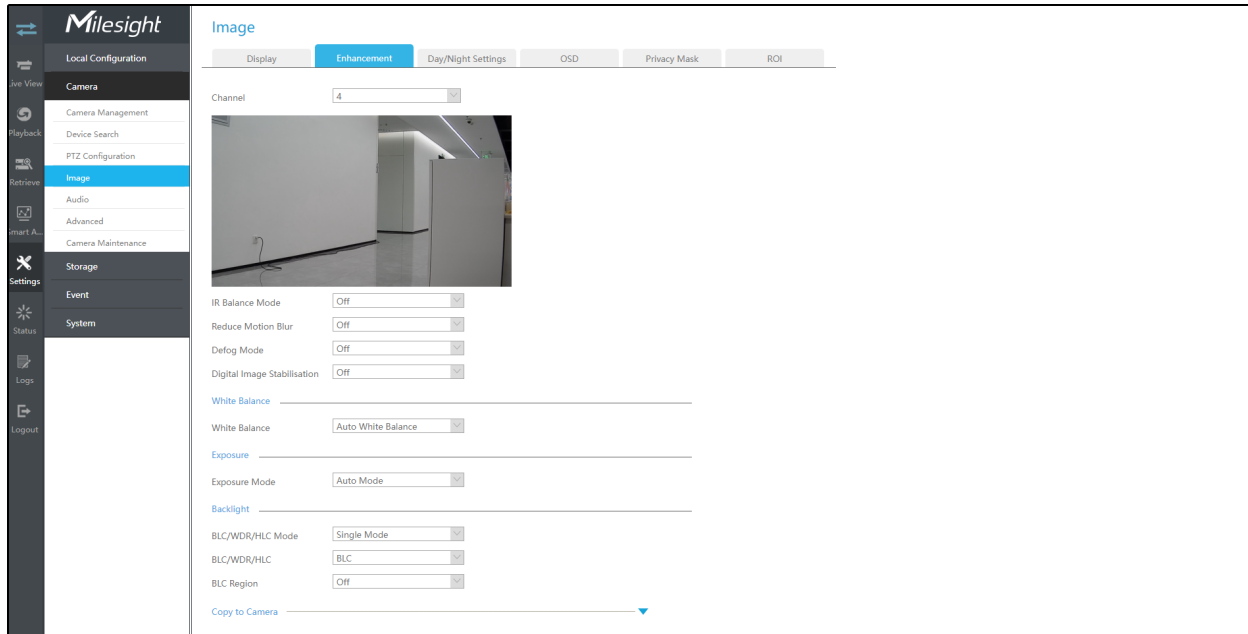 Milesight
Local Configuration
Camera
Camera Management
Device Search
PTZ Configuration
Image
Audio
Advanced
Camera Maintenance
Storage
Event
System
Live View
Playback
Retrieve
Smart A...
Settings
Status
Logs
Logout
Image
Display Enhancement Day/Night Settings OSD Privacy Mask ROI
Channel 4
IR Balance Mode Off
Reduce Motion Blur Off
Defog Mode Off
Digital Image Stabilisation Off
White Balance
White Balance Auto White Balance
Exposure
Exposure Mode Auto Mode
Backlight
BLC/WDR/HLC Mode Single Mode
BLC/WDR/HLC BLC
BLC Region Off
Copy to Camera